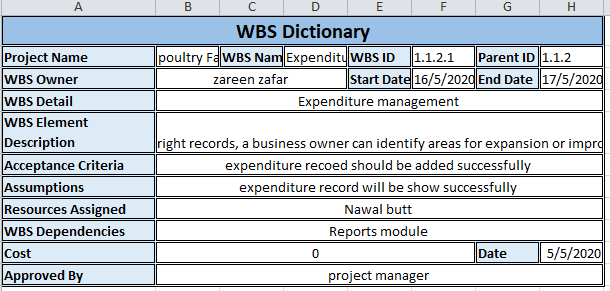 A B C D E F G H
WBS Dictionary
Project Name poultry Fa WBS Nam Expenditu WBS ID 1.1.2.1 Parent ID 1.1.2
WBS Owner zareen zafar Start Date 16/5/2020 End Date 17/5/2020
WBS Detail Expenditure management
WBS Element
Description right records, a business owner can identify areas for expansion or impro
Acceptance Criteria expenditure recoed should be added successfully
Assumptions expenditure record will be show successfully
Resources Assigned Nawal butt
WBS Dependencies Reports module
Cost 0 Date 5/5/2020
Approved By project manager